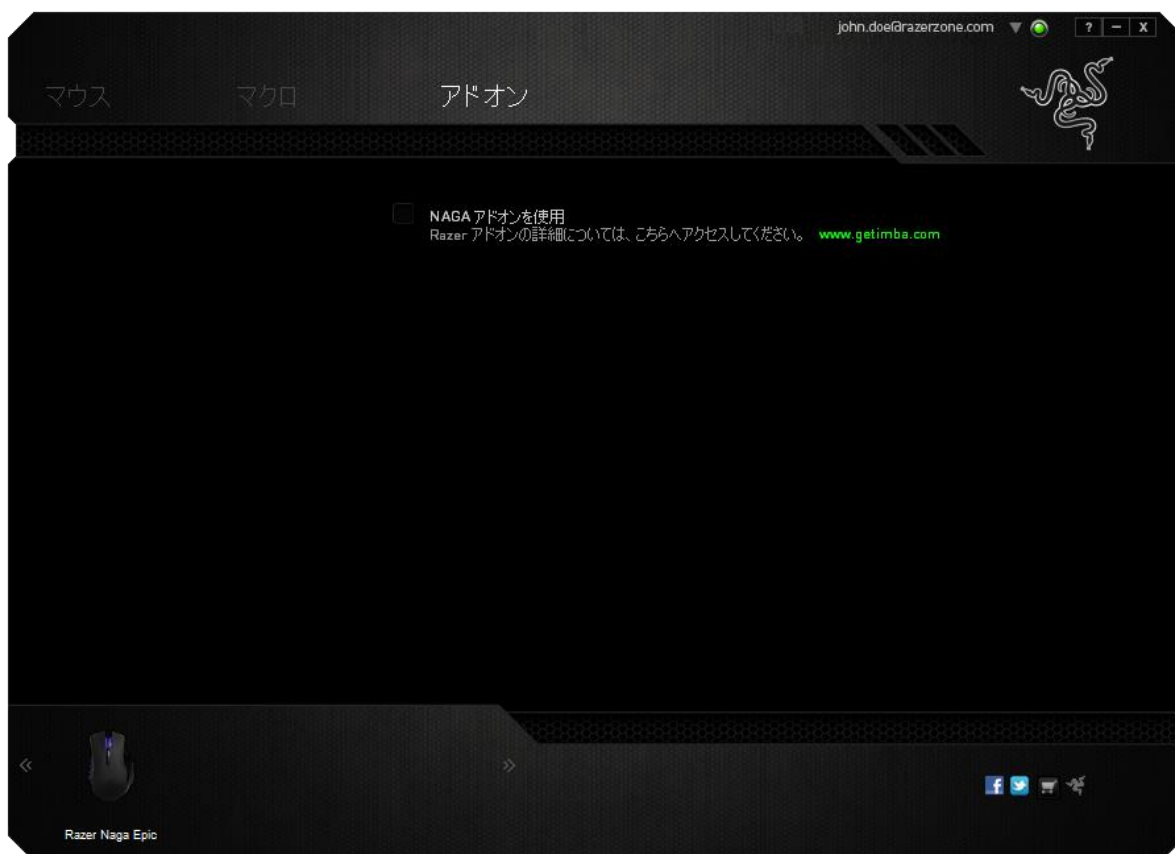 john.doe@razerzone.com
? − X
マウス
マクロ
アドオン
NAGA アドオンを使用
Razer アドオンの詳細については、こちらへアクセスしてください。 www.getimba.com
Razer Naga Epic